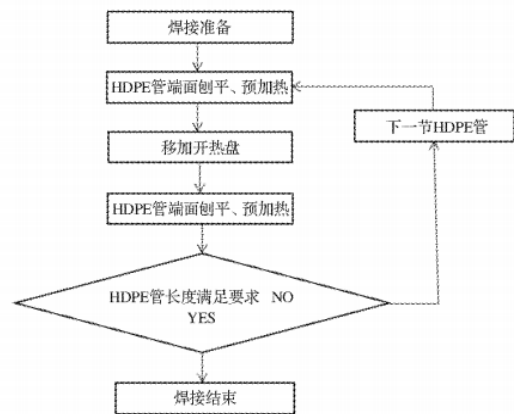 焊接准备
HDPE管端面刨平、预加热
下一节HDPE管
移加开热盘
HDPE管端面刨平、预加热
HDPE管长度满足要求 NO
YES
焊接结束